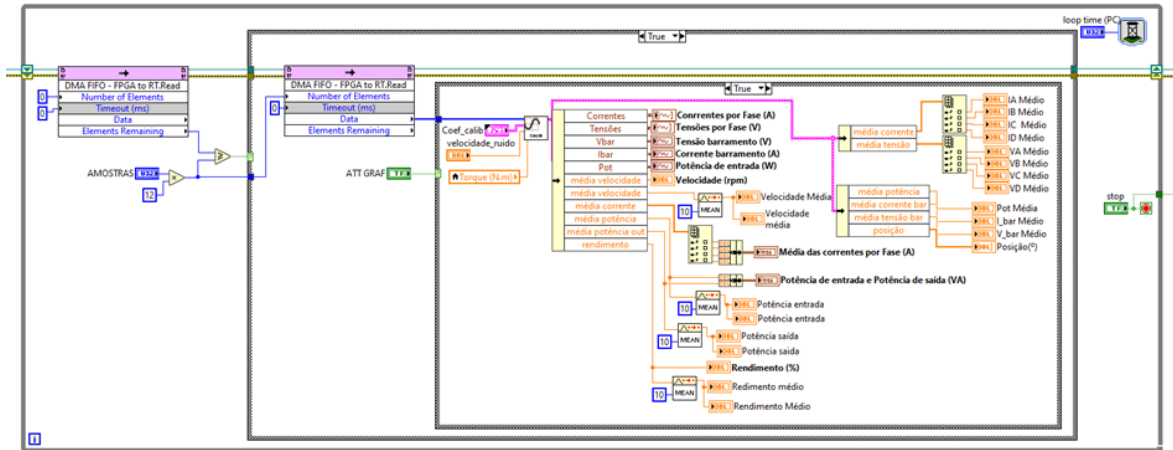 loop time (PC)
U32
True
DMA FIFO - FPGA to RT.Read
Number of Elements
Timeout (ms)
Data
Elements Remaining
0
0
AMOSTRAS
U32
12
DMA FIFO - FPGA to RT.Read
Number of Elements
Timeout (ms)
Data
Elements Remaining
0
True
Coef_calib
velocidade_ruido
DBL
Torque (N.m)
ATT GRAF
TF
Correntes
Tensões
Vbar
Ibar
Pot
média velocidade
média velocidade
média corrente
média potência
média potência out
rendimento
Conrrentes por Fase (A)
Tensões por Fase (V)
Tensão barramento (V)
Corrente barramento (A)
Potência de entrada (W)
Velocidade (rpm)
10
MEAN
Velocidade Média
Velocidade
média
Média das correntes por Fase (A)
Potência de entrada e Potência de saída (VA)
10
MEAN
Potência entrada
Potência entrada
10
MEAN
Potência saída
Potência saida
Rendimento (%)
10
MEAN
Redimento médio
Rendimento Médio
média corrente
média tensão
IA Médio
IB Médio
IC Médio
ID Médio
VA Médio
VB Médio
VC Médio
VD Médio
média potência
média corrente bar
média tensão bar
posição
Pot Média
I_bar Médio
V_bar Médio
Posição(º)
stop
TF
i